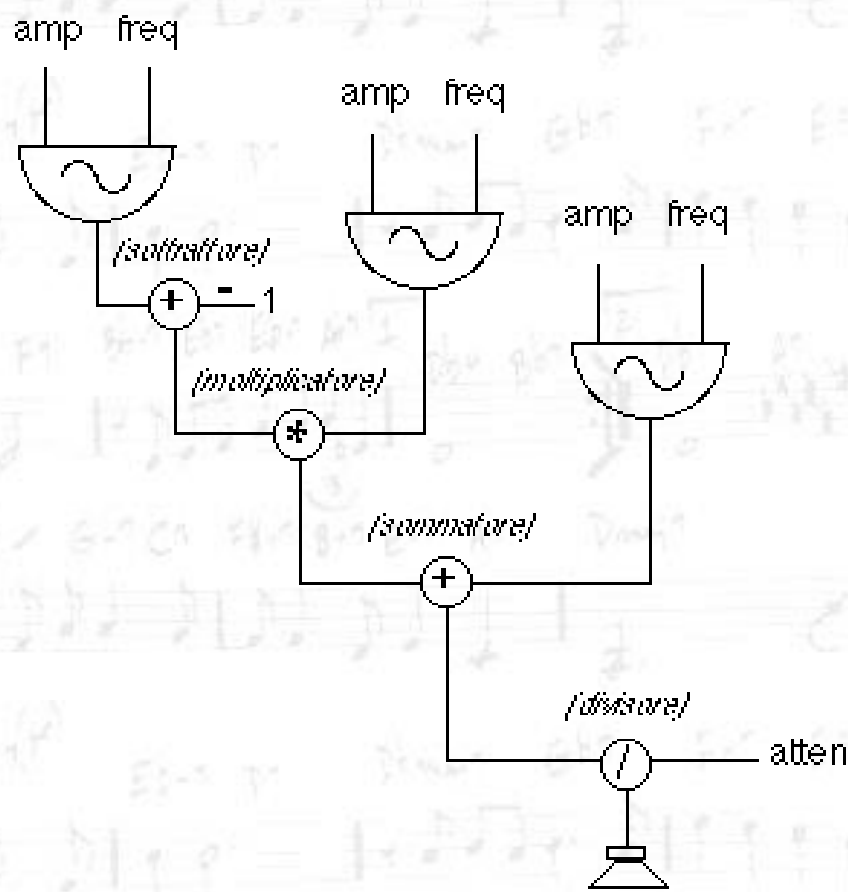 amp freq
amp freq
amp freq
(sottrattore)
+ - 1
(moltiplicatore)
*
(sommatore)
+
(divisore)
/ atten